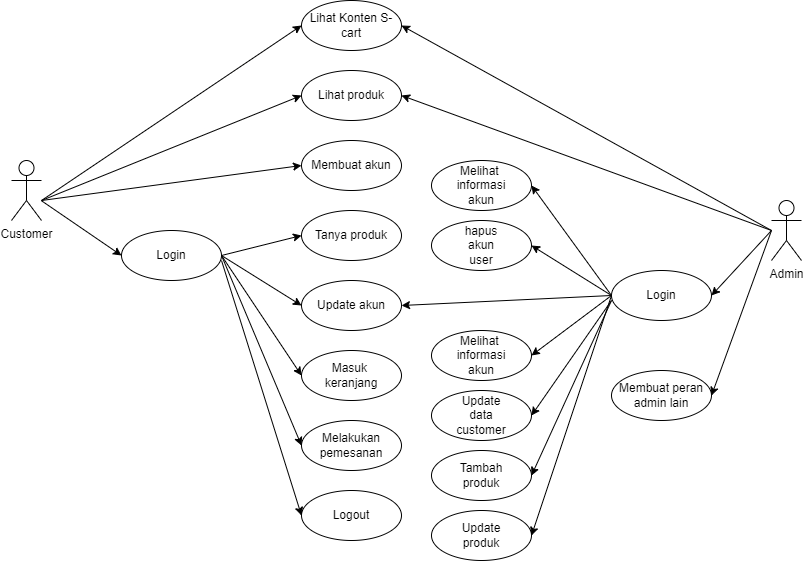 Lihat Konten S-
cart
Lihat produk
Membuat akun
Melihat
informasi
akun
Customer
Tanya produk
hapus
akun
user
Login
Admin
Update akun
Login
Melihat
informasi
akun
Masuk
keranjang
Membuat peran
admin lain
Update
data
customer
Melakukan
pemesanan
Tambah
produk
Logout
Update
produk